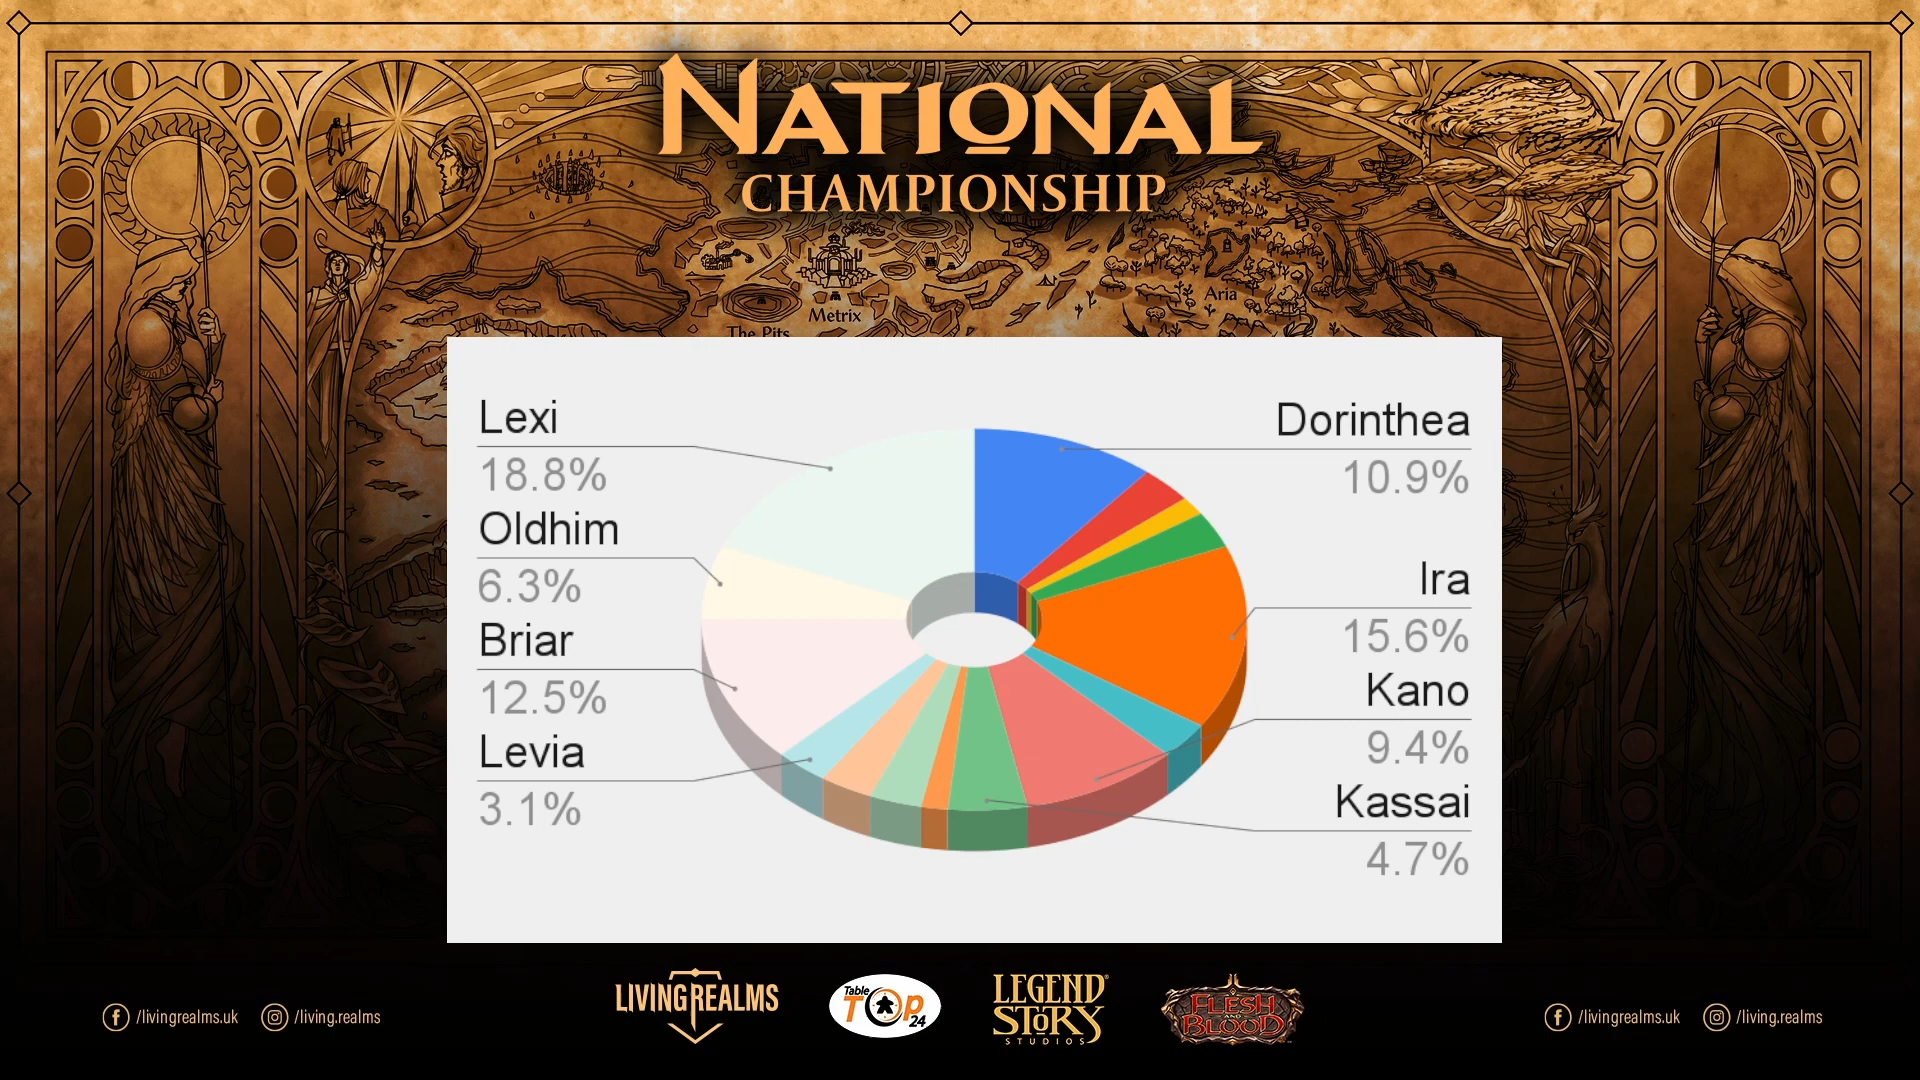 NATIONAL
CHAMPIONSHIP
Metrix
Aria
The Pits
Lexi
18.8%
Oldhim
6.3%
Briar
12.5%
Levia
3.1%
Dorinthea
10.9%
Ira
15.6%
Kano
9.4%
Kassai
4.7%
/livingrealms.uk
/living.realms
LIVING REALMS
Table
TOP
24
LEGEND
STORY
STUDIOS
FLESH
AND
BLOOD
/livingrealms.uk
/living.realms